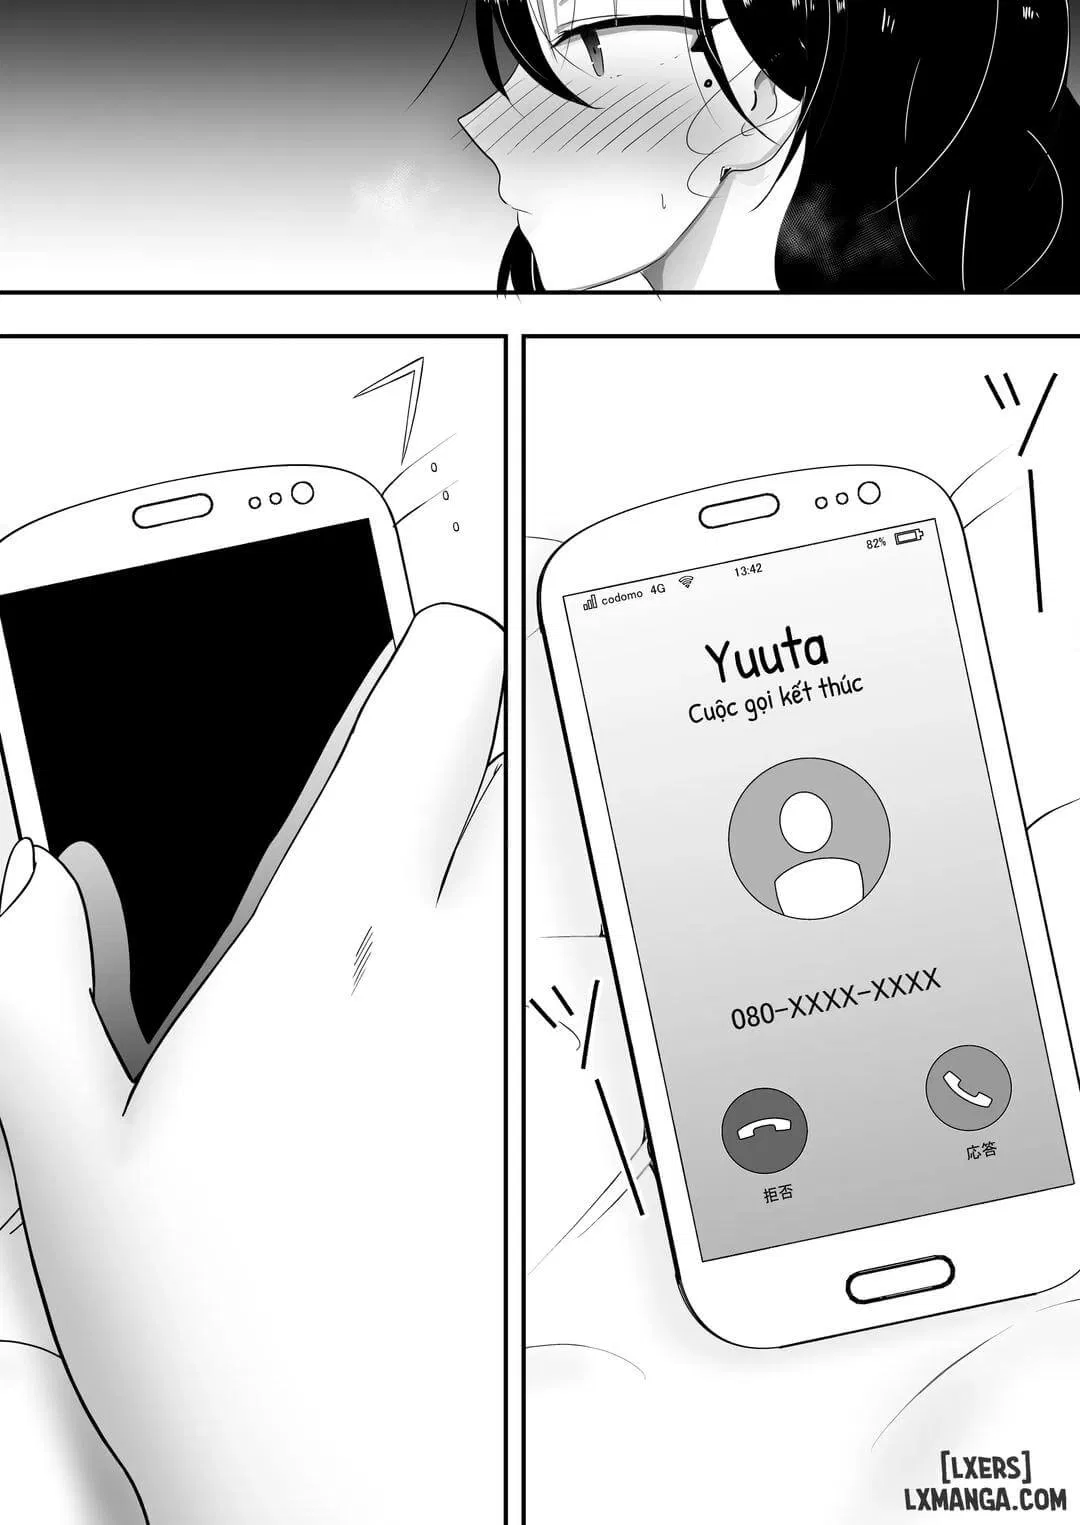 codomo 4G 13:42 82%
Yuuta
Cuộc gọi kết thúc
080-XXXX-XXXX
拒否
応答
[LXERS]
LXMANGA.COM